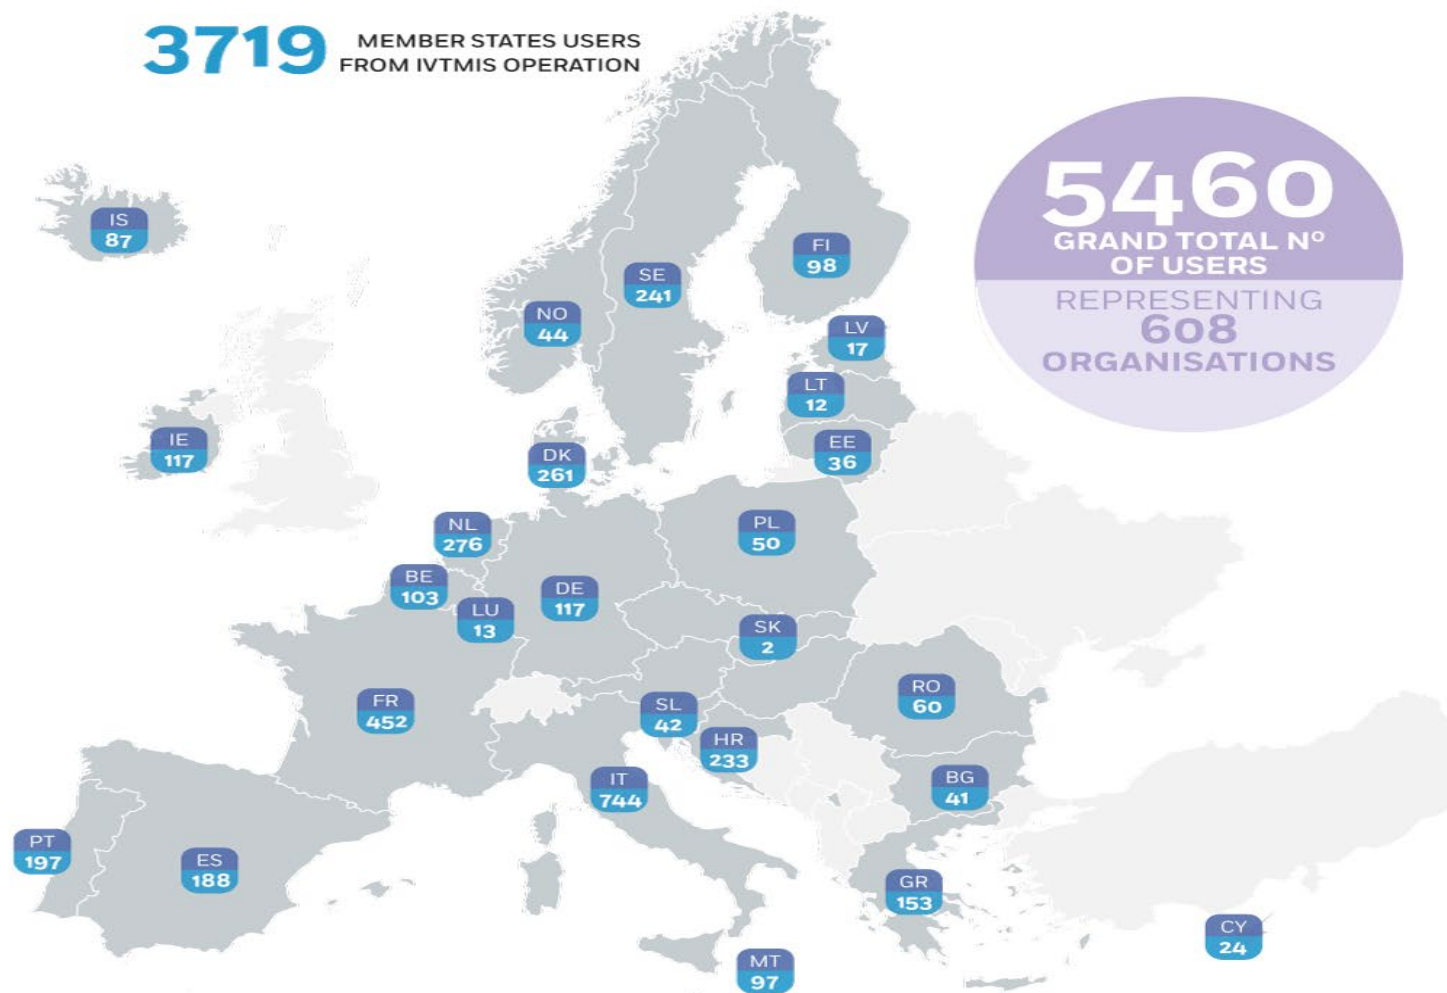 3719 MEMBER STATES USERS
FROM IVTMIS OPERATION
5460
GRAND TOTAL Nº
OF USERS
REPRESENTING
608
ORGANISATIONS
IS
87
FI
98
SE
241
NO
44
LV
17
LT
12
EE
36
IE
117
DK
261
NL
276
PL
50
BE
103
DE
117
LU
13
SK
2
FR
452
SL
42
RO
60
HR
233
IT
744
BG
41
PT
197
ES
188
GR
153
CY
24
MT
97